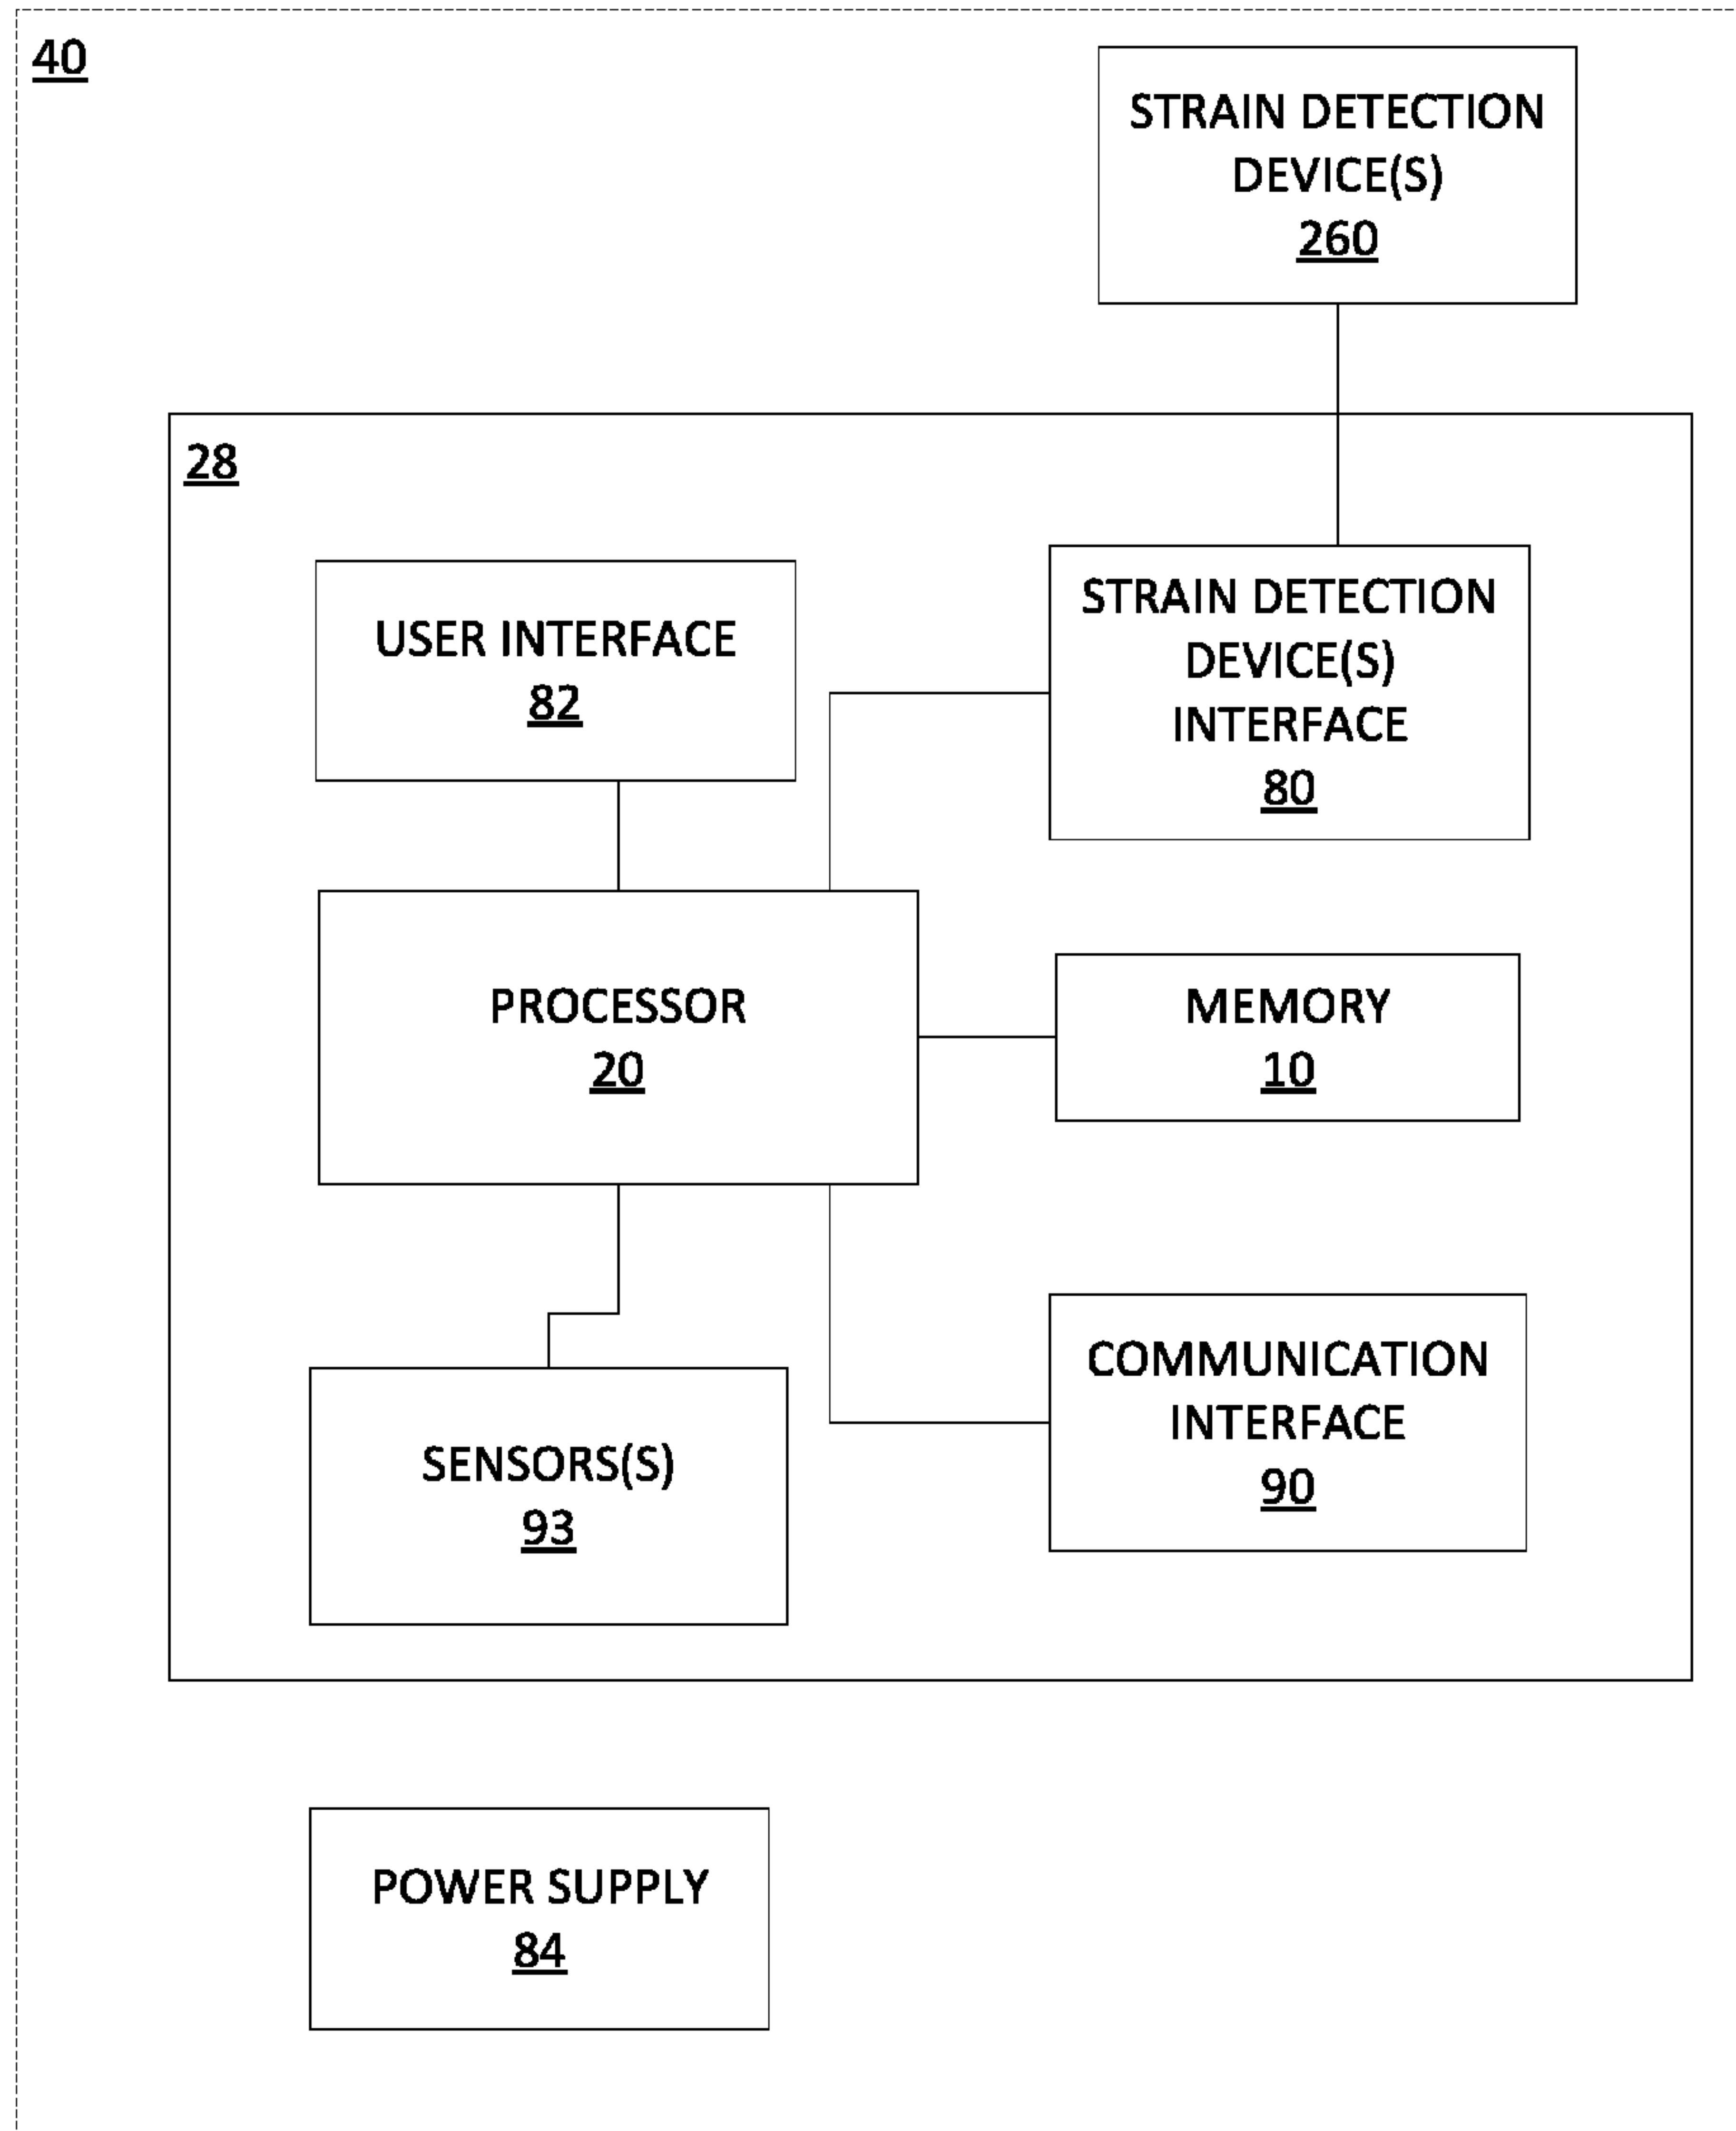 40
STRAIN DETECTION
DEVICE(S)
260
28
USER INTERFACE
82
STRAIN DETECTION
DEVICE(S)
INTERFACE
80
PROCESSOR
20
MEMORY
10
SENSORS(S)
93
COMMUNICATION
INTERFACE
90
POWER SUPPLY
84